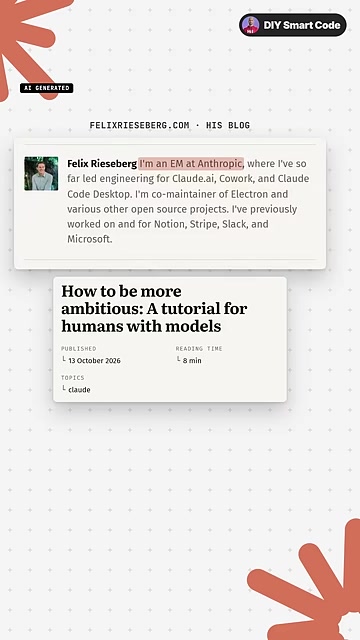 DIY Smart Code
AI GENERATED
FELIXRIESEBERG.COM · HIS BLOG
Felix Rieseberg I'm an EM at Anthropic, where I've so
far led engineering for Claude.ai, Cowork, and Claude
Code Desktop. I'm co-maintainer of Electron and
various other open source projects. I've previously
worked on and for Notion, Stripe, Slack, and
Microsoft.
How to be more
ambitious: A tutorial for
humans with models
PUBLISHED
└ 13 October 2026
READING TIME
└ 8 min
TOPICS
└ claude